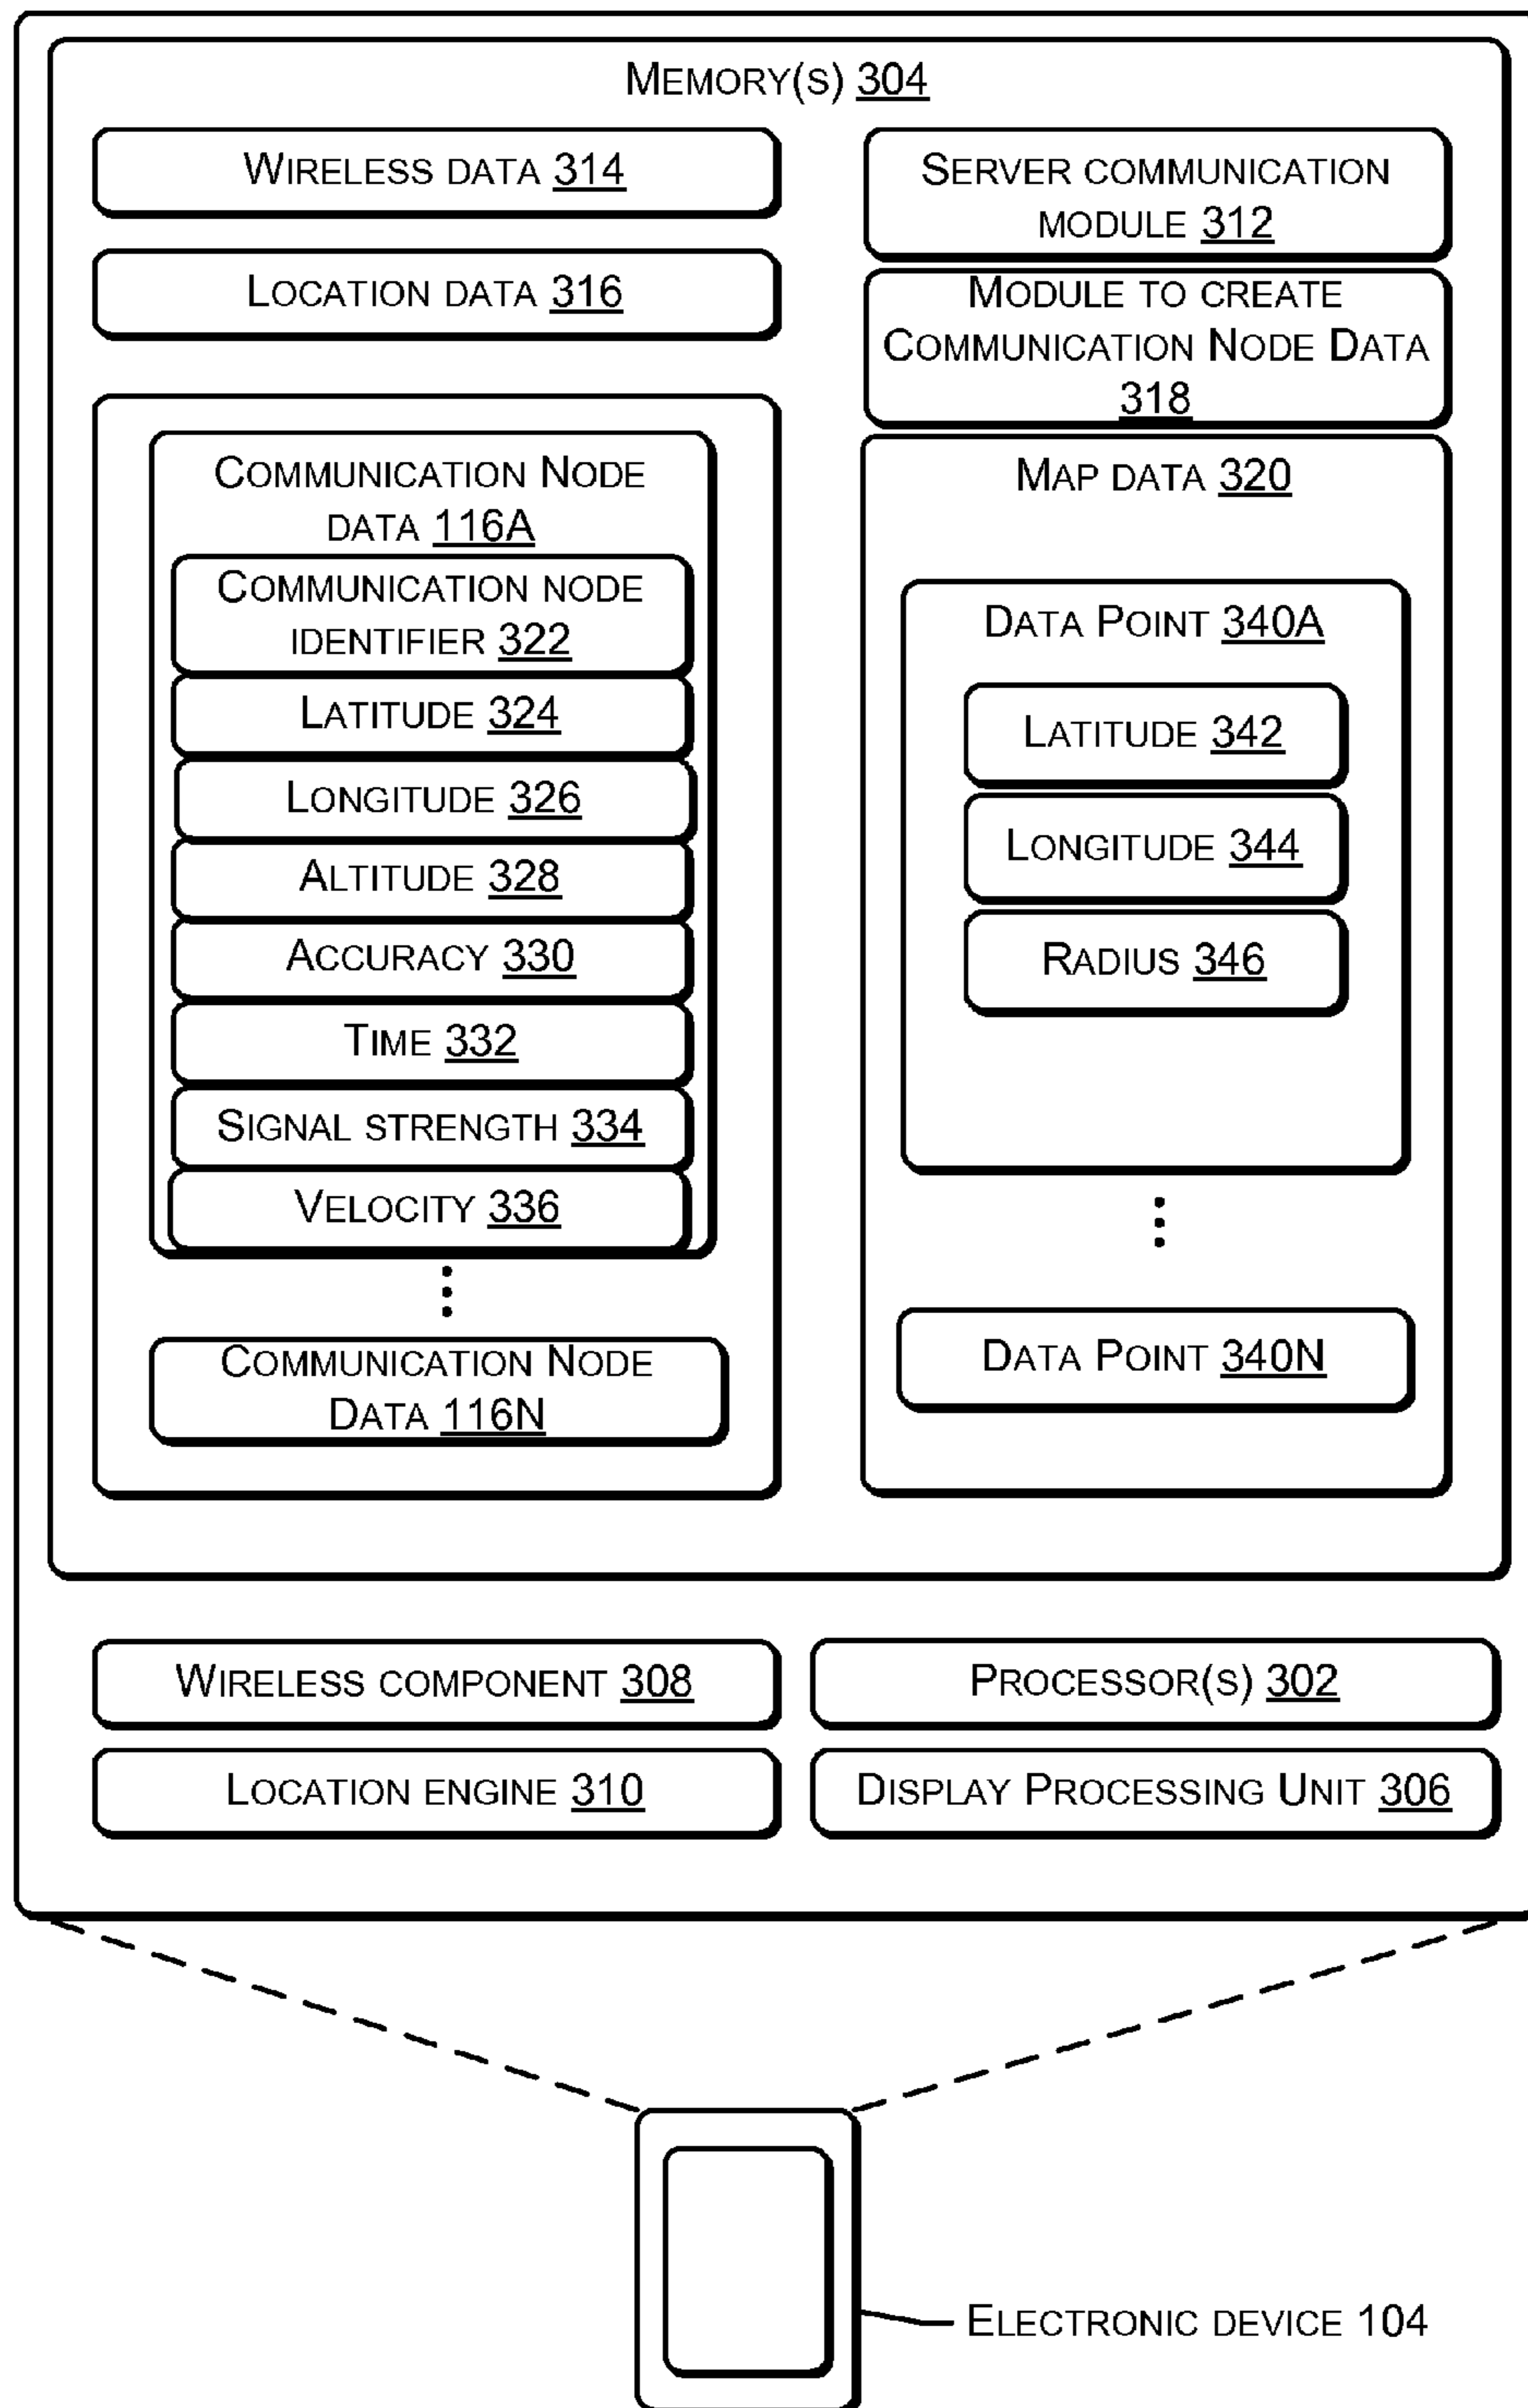 MEMORY(S) 304
WIRELESS DATA 314
LOCATION DATA 316
COMMUNICATION NODE
DATA 116A
COMMUNICATION NODE
IDENTIFIER 322
LATITUDE 324
LONGITUDE 326
ALTITUDE 328
ACCURACY 330
TIME 332
SIGNAL STRENGTH 334
VELOCITY 336
COMMUNICATION NODE
DATA 116N
SERVER COMMUNICATION
MODULE 312
MODULE TO CREATE
COMMUNICATION NODE DATA
318
MAP DATA 320
DATA POINT 340A
LATITUDE 342
LONGITUDE 344
RADIUS 346
DATA POINT 340N
WIRELESS COMPONENT 308
PROCESSOR(S) 302
LOCATION ENGINE 310
DISPLAY PROCESSING UNIT 306
ELECTRONIC DEVICE 104